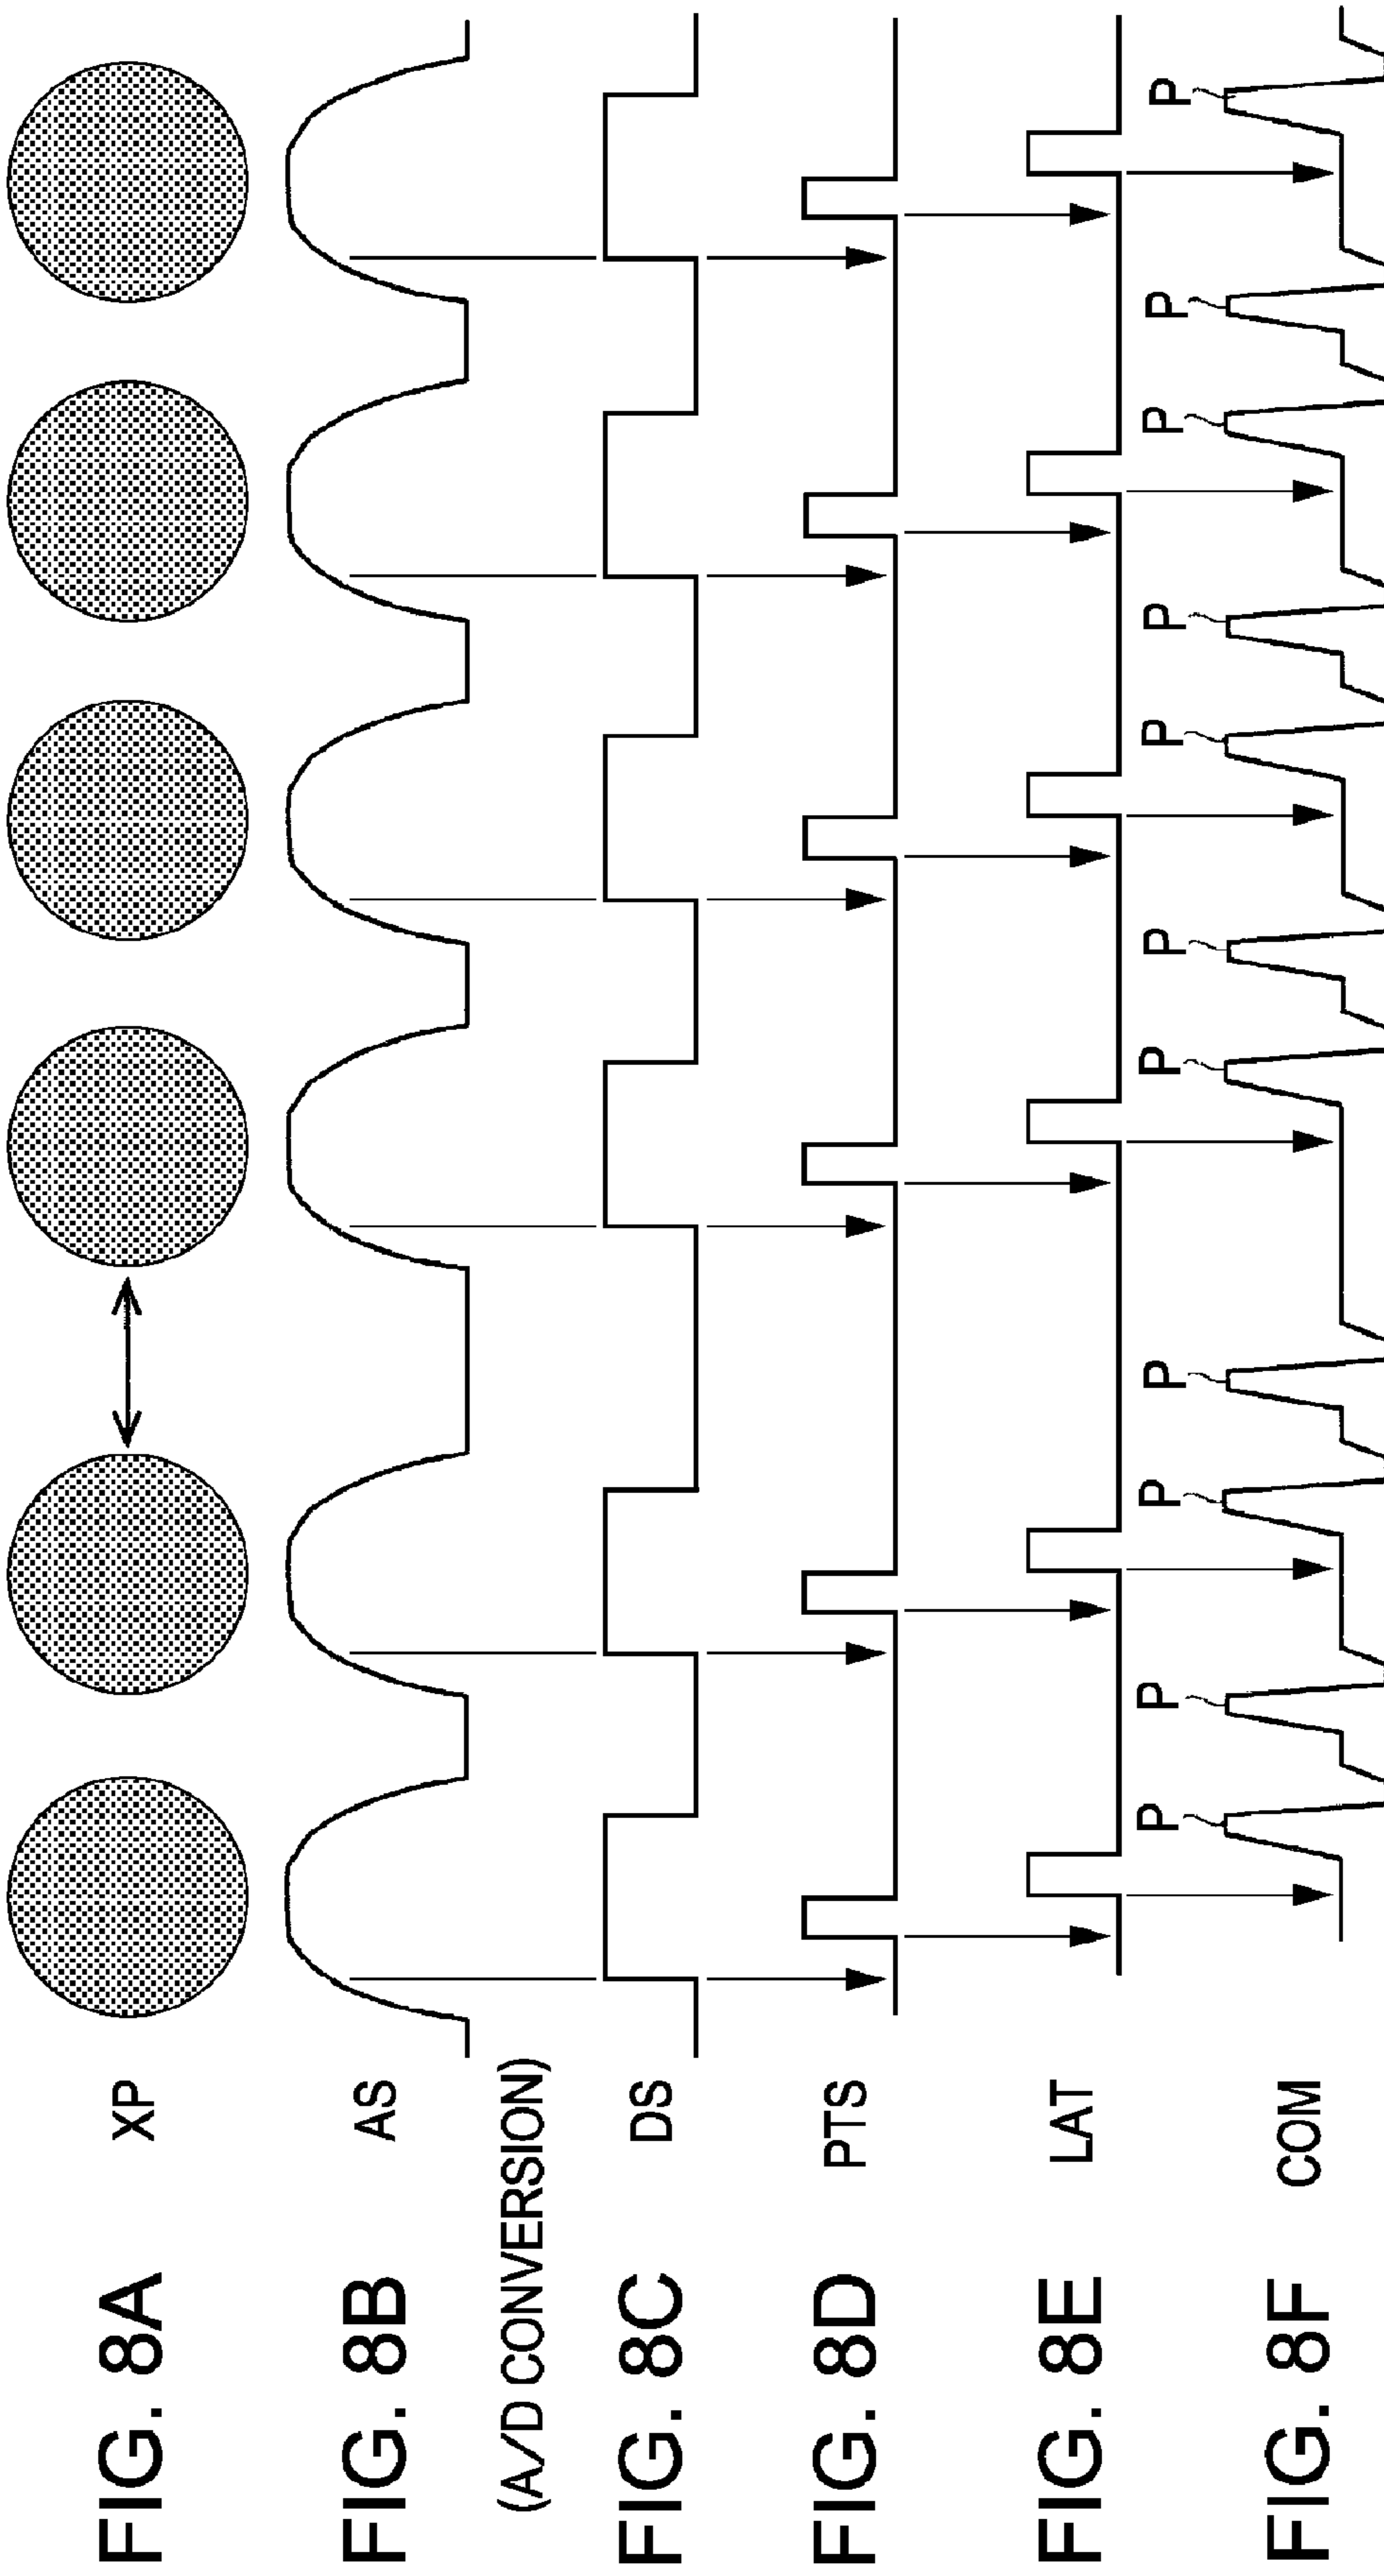 FIG. 8A XP
FIG. 8B AS
(A/D CONVERSION)
FIG. 8C DS
FIG. 8D PTS
FIG. 8E LAT
P P P P P P P P P P P
FIG. 8F COM